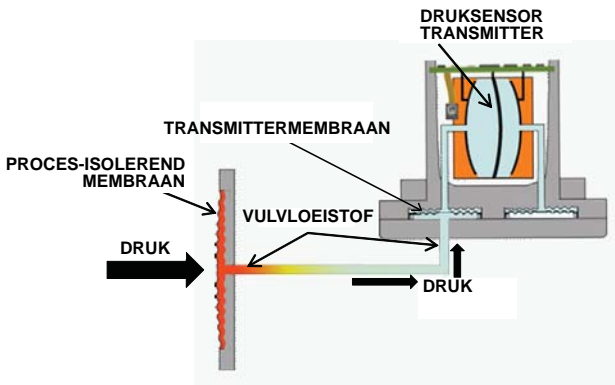 DRUKSENSOR
TRANSMITTER
TRANSMITTERMEMBRAAN
PROCES-ISOLEREND
MEMBRAAN
VULVLOEISTOF
DRUK
DRUK